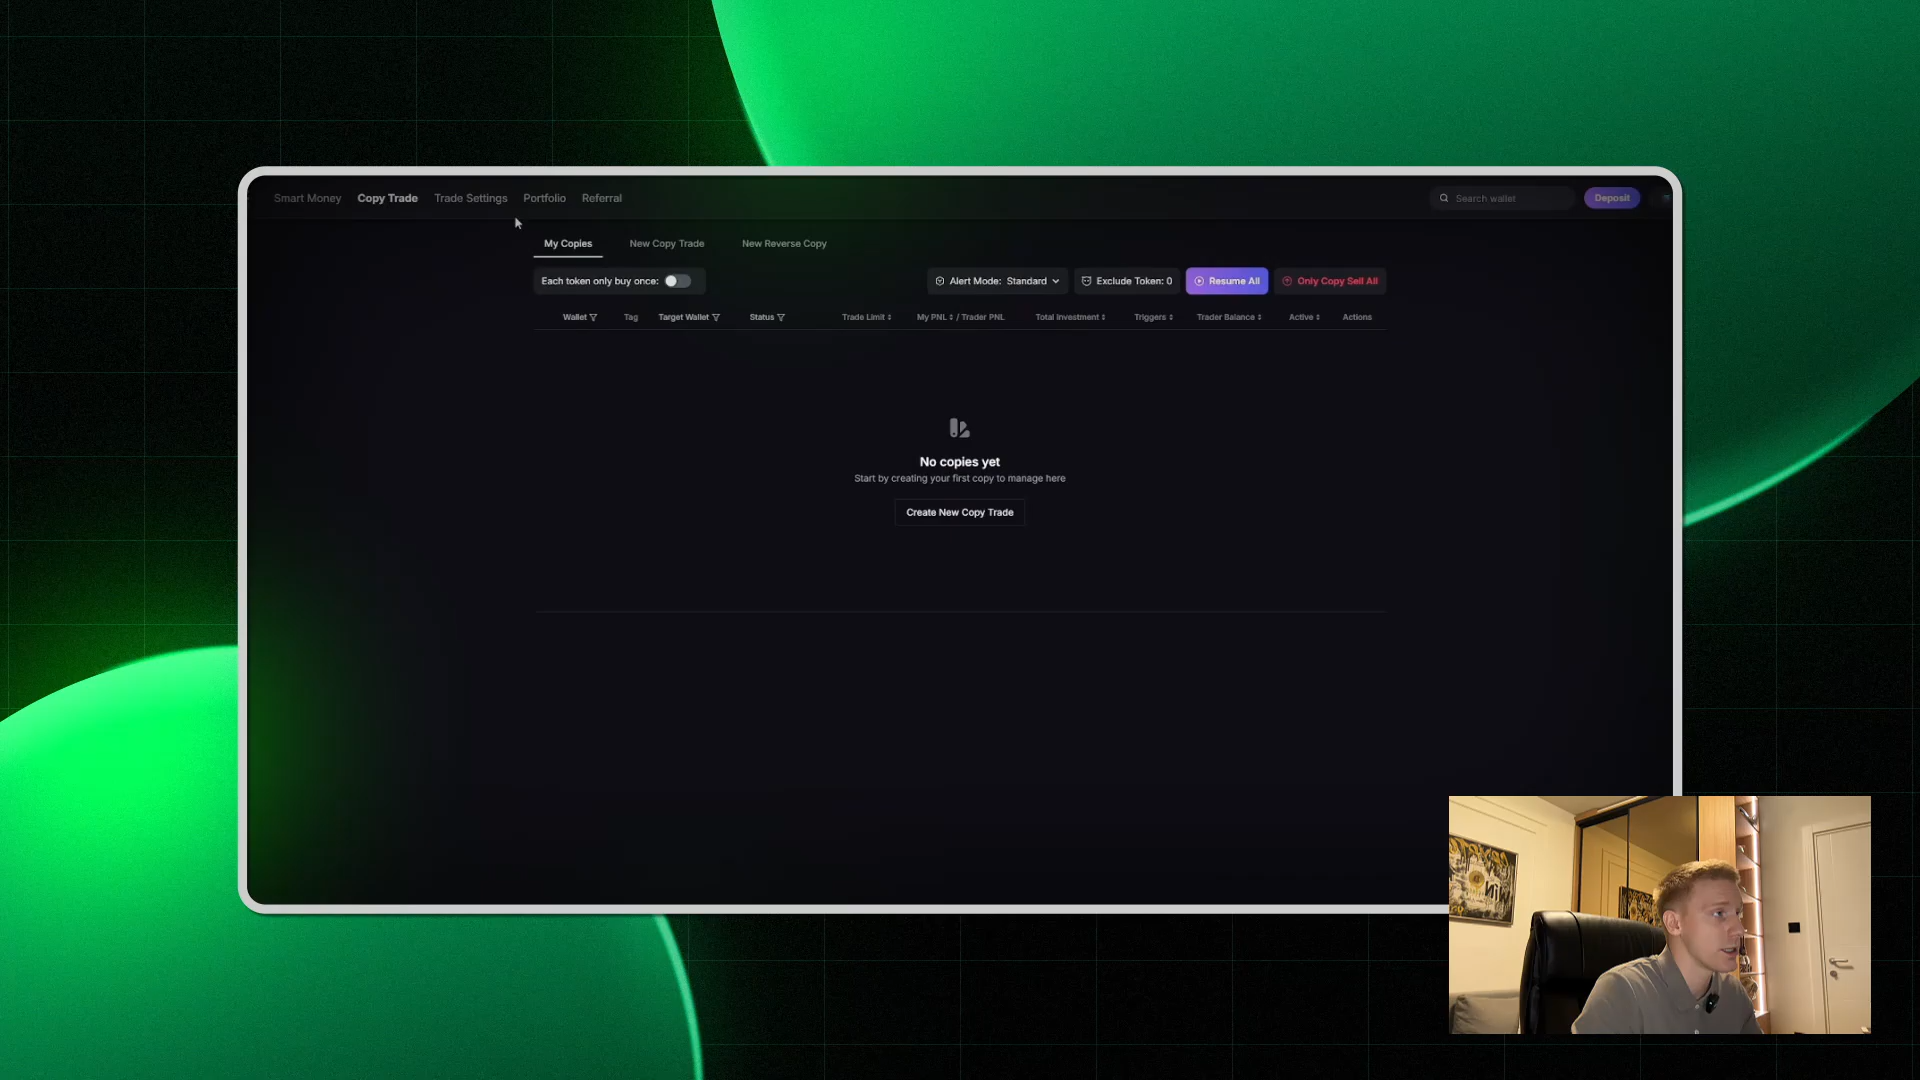 Smart Money Copy Trade Trade Settings Portfolio Referral Search wallet Deposit
My Copies New Copy Trade New Reverse Copy
Each token only buy once: Alert Mode: Standard Exclude Token: 0 Resume All Only Copy Sell All
Wallet Tag Target Wallet Status Trade Limit My PNL / Trader PNL Total Investment Triggers Trader Balance Active Actions
No copies yet
Start by creating your first copy to manage here
Create New Copy Trade